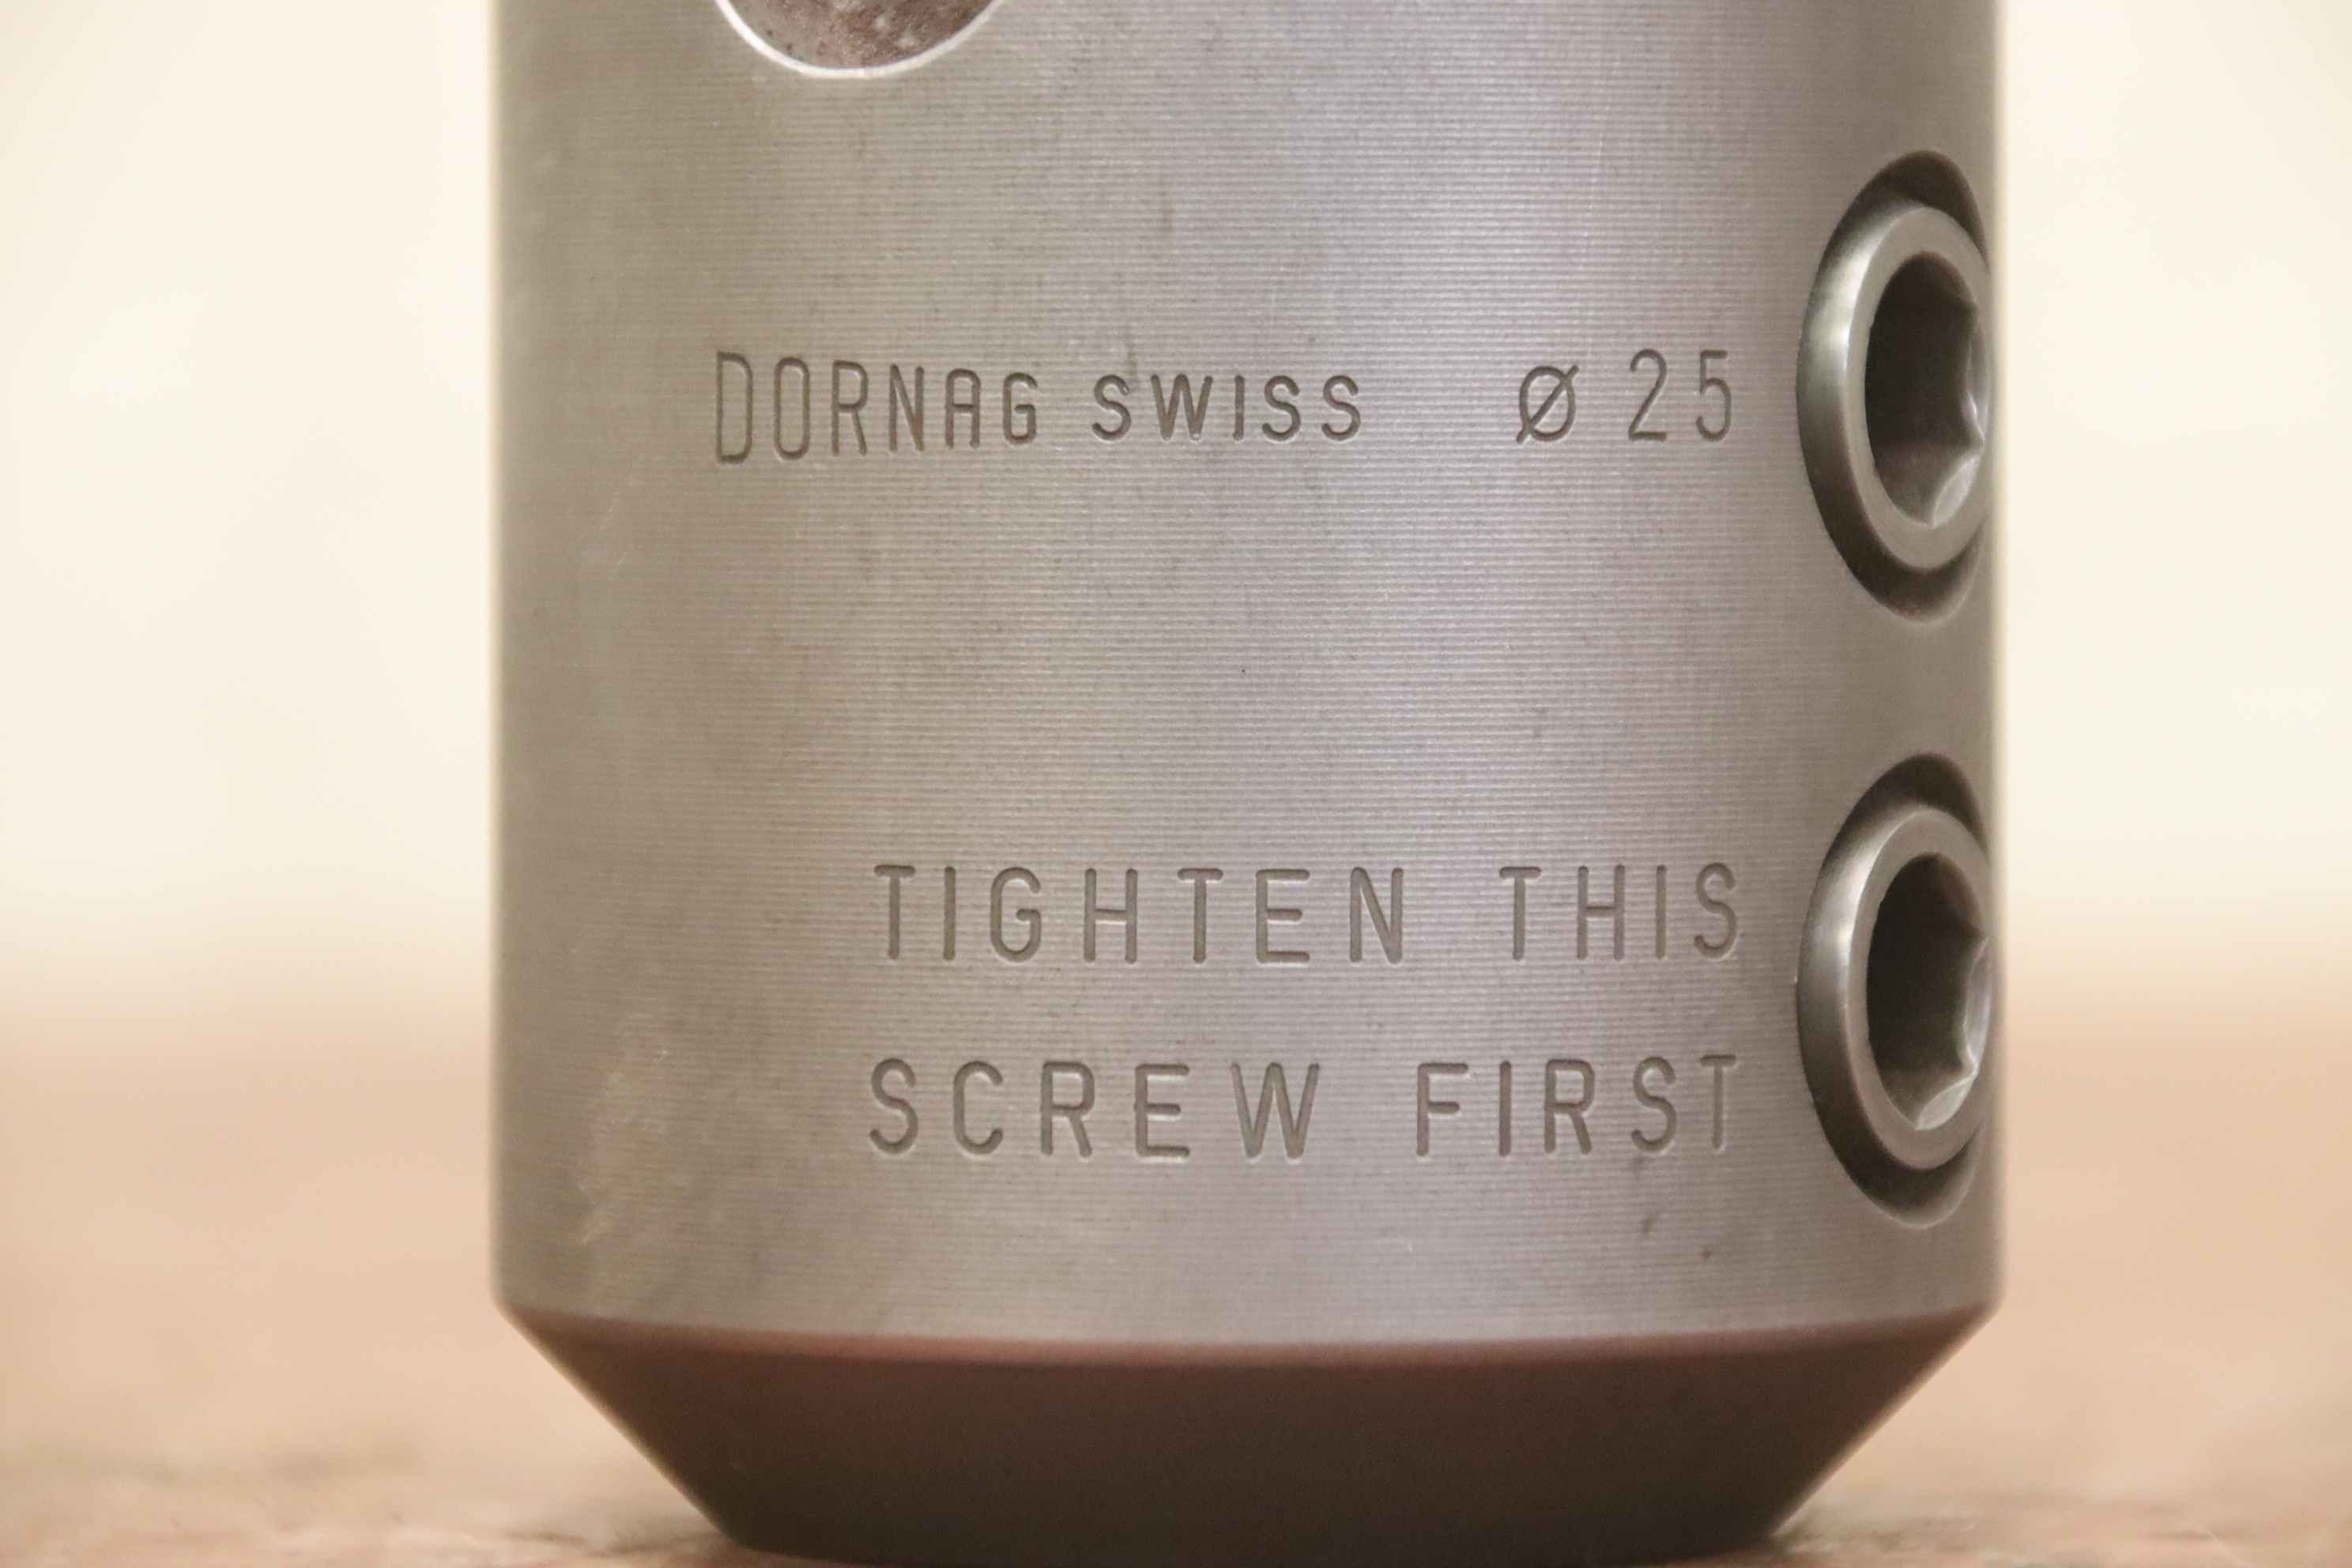 DORNAG SWISS Ø 25
TIGHTEN THIS
SCREW FIRST